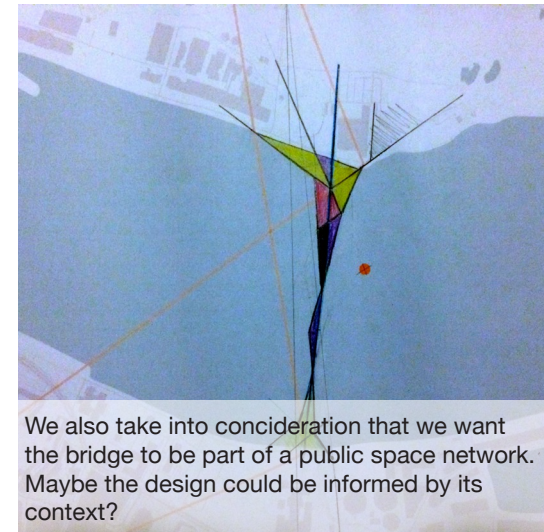 We also take into concideration that we want
the bridge to be part of a public space network.
Maybe the design could be informed by its
context?